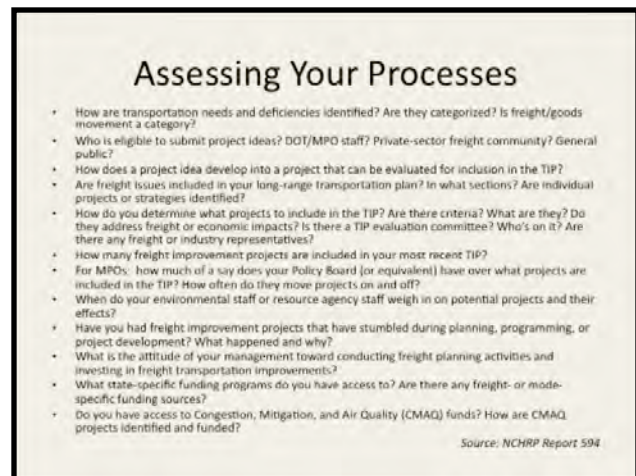 Assessing Your Processes
• How are transportation needs and deficiencies identified? Are they categorized? Is freight/goods
movement a category?
• Who is eligible to submit project ideas? DOT/MPO staff? Private-sector freight community? General
public?
• How does a project idea develop into a project that can be evaluated for inclusion in the TIP?
• Are freight issues included in your long-range transportation plan? In what sections? Are individual
projects or strategies identified?
• How do you determine what projects to include in the TIP? Are there criteria? What are they? Do
they address freight or economic impacts? Is there a TIP evaluation committee? Who's on it? Are
there any freight or industry representatives?
• How many freight improvement projects are included in your most recent TIP?
• For MPOs: how much of a say does your Policy Board (or equivalent) have over what projects are
included in the TIP? How often do they move projects on and off?
• When do your environmental staff or resource agency staff weigh in on potential projects and their
effects?
• Have you had freight improvement projects that have stumbled during planning, programming, or
project development? What happened and why?
• What is the attitude of your management toward conducting freight planning activities and
investing in freight transportation improvements?
• What state-specific funding programs do you have access to? Are there any freight- or mode-
specific funding sources?
• Do you have access to Congestion, Mitigation, and Air Quality (CMAQ) funds? How are CMAQ
projects identified and funded?
Source: NCHRP Report 594